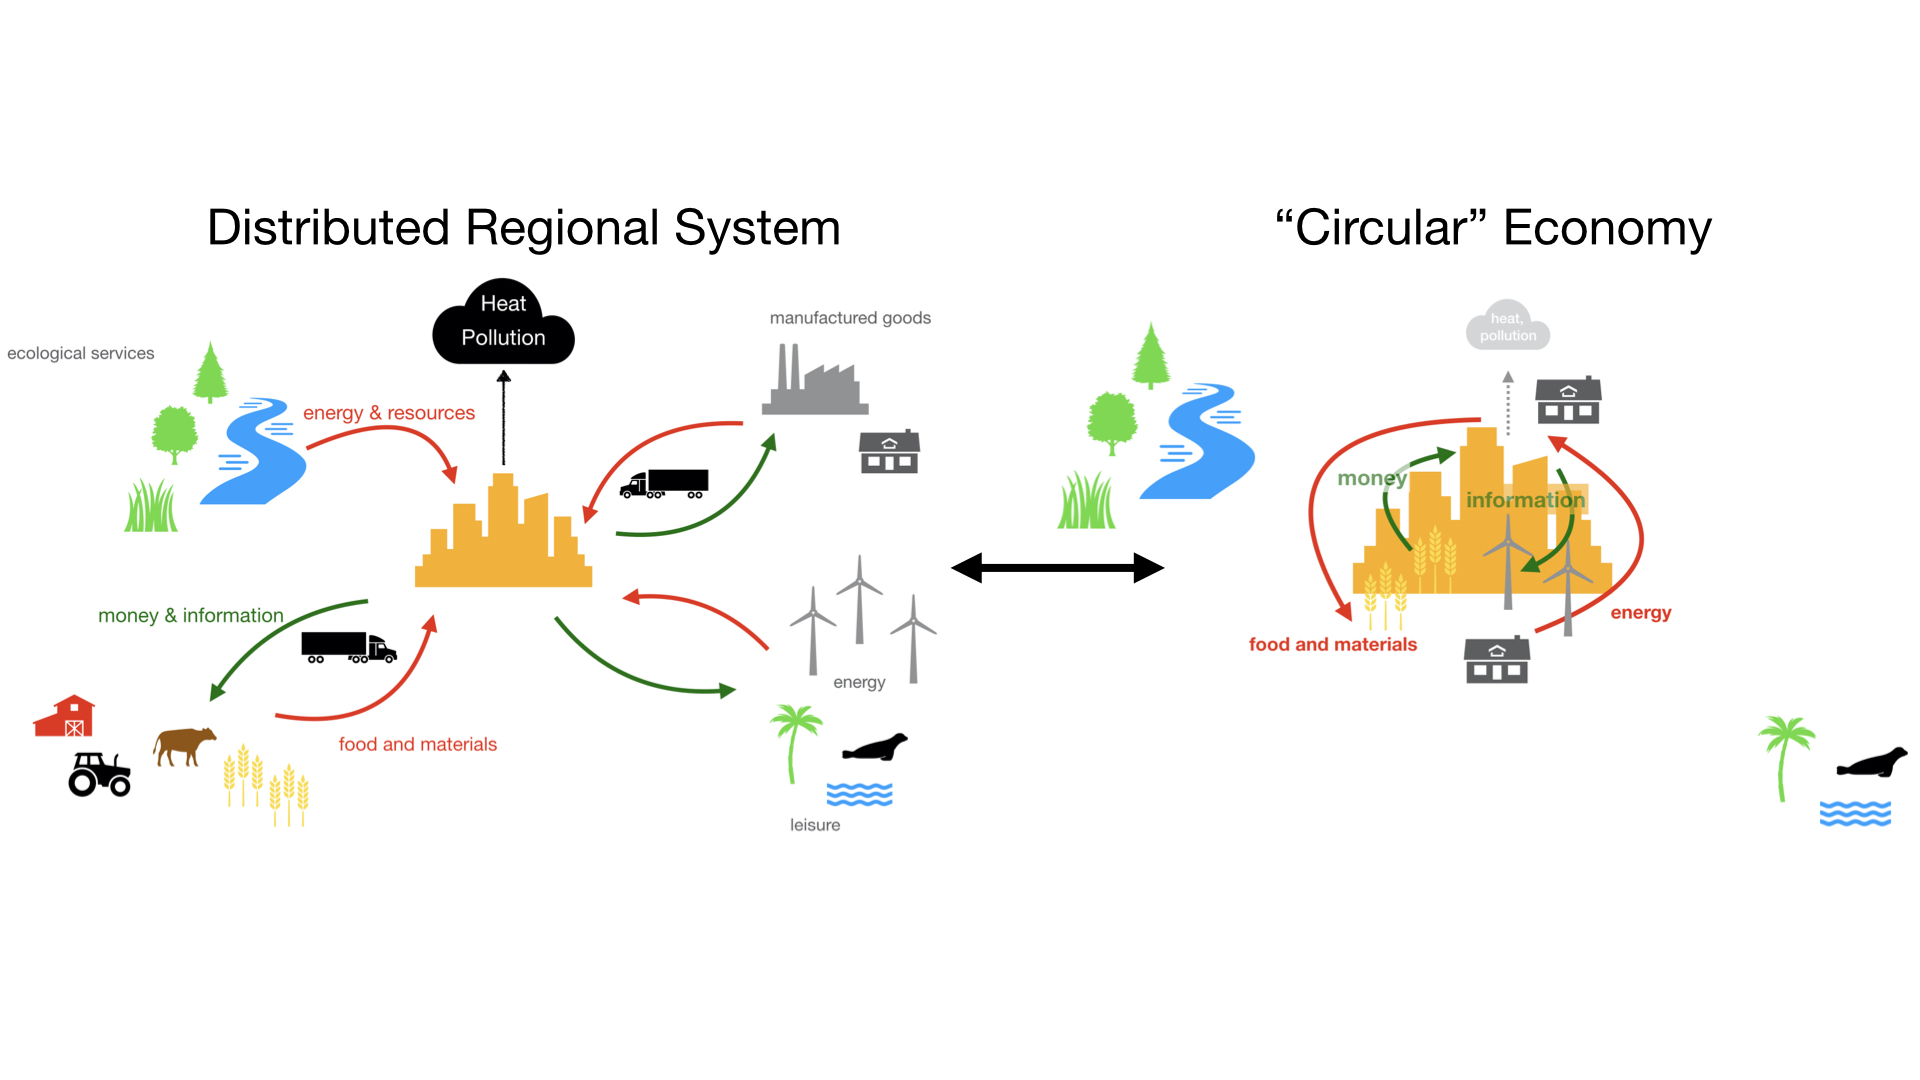 Distributed Regional System
Heat
Pollution
manufactured goods
ecological services
energy & resources
money & information
energy
food and materials
leisure
“Circular” Economy
heat,
pollution
money
information
energy
food and materials